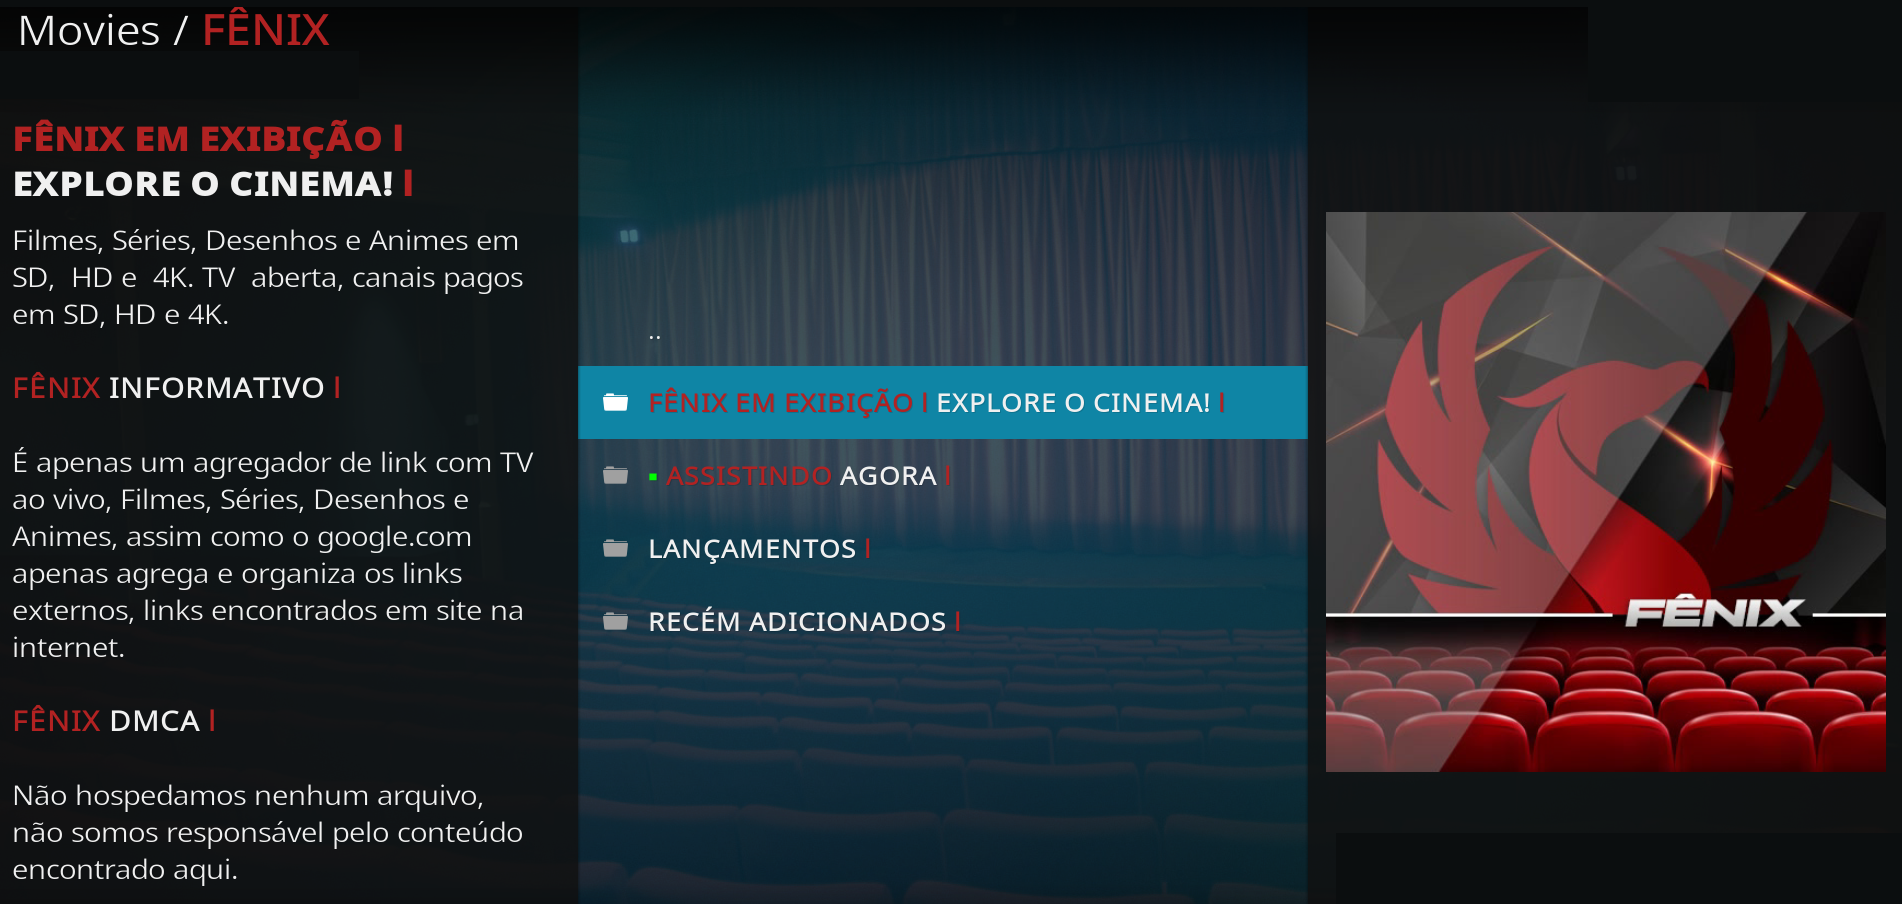 Movies / FÊNIX
FÊNIX EM EXIBIÇÃO l
EXPLORE O CINEMA! l
Filmes, Séries, Desenhos e Animes em
SD,  HD e  4K. TV  aberta, canais pagos
em SD, HD e 4K.
FÊNIX INFORMATIVO l
É apenas um agregador de link com TV
ao vivo, Filmes, Séries, Desenhos e
Animes, assim como o google.com
apenas agrega e organiza os links
externos, links encontrados em site na
internet.
FÊNIX DMCA l
Não hospedamos nenhum arquivo,
não somos responsável pelo conteúdo
encontrado aqui.
..
FÊNIX EM EXIBIÇÃO l EXPLORE O CINEMA! l
▪ ASSISTINDO AGORA l
LANÇAMENTOS l
RECÉM ADICIONADOS l
FÊNIX